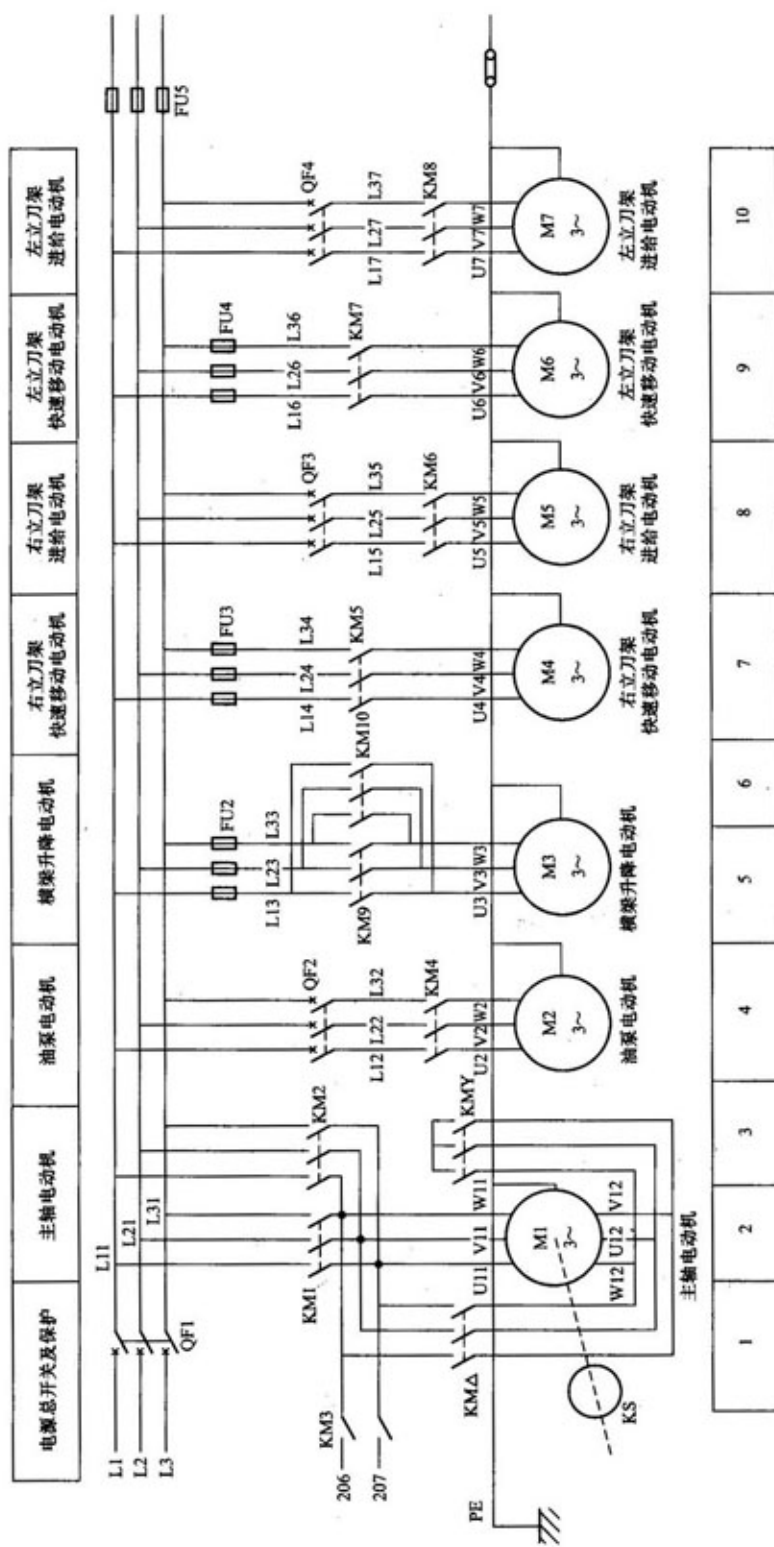 电源总开关及保护
主轴电动机
油泵电动机
横梁升降电动机
右立刀架
快速移动电动机
右立刀架
进给电动机
左立刀架
快速移动电动机
左立刀架
进给电动机
L1
L2
L3
QF1
L11
L21
L31
FU5
FU2
FU3
FU4
KM1
KM2
QF2
QF3
QF4
L12
L22
L32
L13
L23
L33
L14
L24
L34
L15
L25
L35
L16
L26
L36
L17
L27
L37
KM3
206
207
KM△
KMY
KM4
KM9
KM10
KM5
KM6
KM7
KM8
PE
U11
V11
W11
U2
V2
W2
U3
V3
W3
U4
V4
W4
U5
V5
W5
U6
V6
W6
U7
V7
W7
KS
M1
3~
W12
U12
V12
M2
3~
M3
3~
M4
3~
M5
3~
M6
3~
M7
3~
主轴电动机
油泵电动机
横梁升降电动机
右立刀架
快速移动电动机
右立刀架
进给电动机
左立刀架
快速移动电动机
左立刀架
进给电动机
1
2
3
4
5
6
7
8
9
10